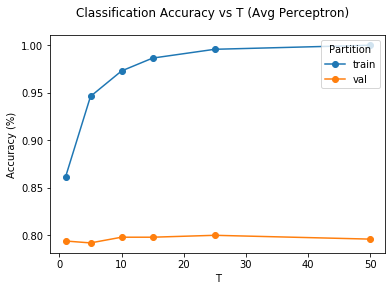 Classification Accuracy vs T (Avg Perceptron)
1.00
0.95
0.90
0.85
0.80
Accuracy (%)
Partition
train
val
0 10 20 30 40 50
T